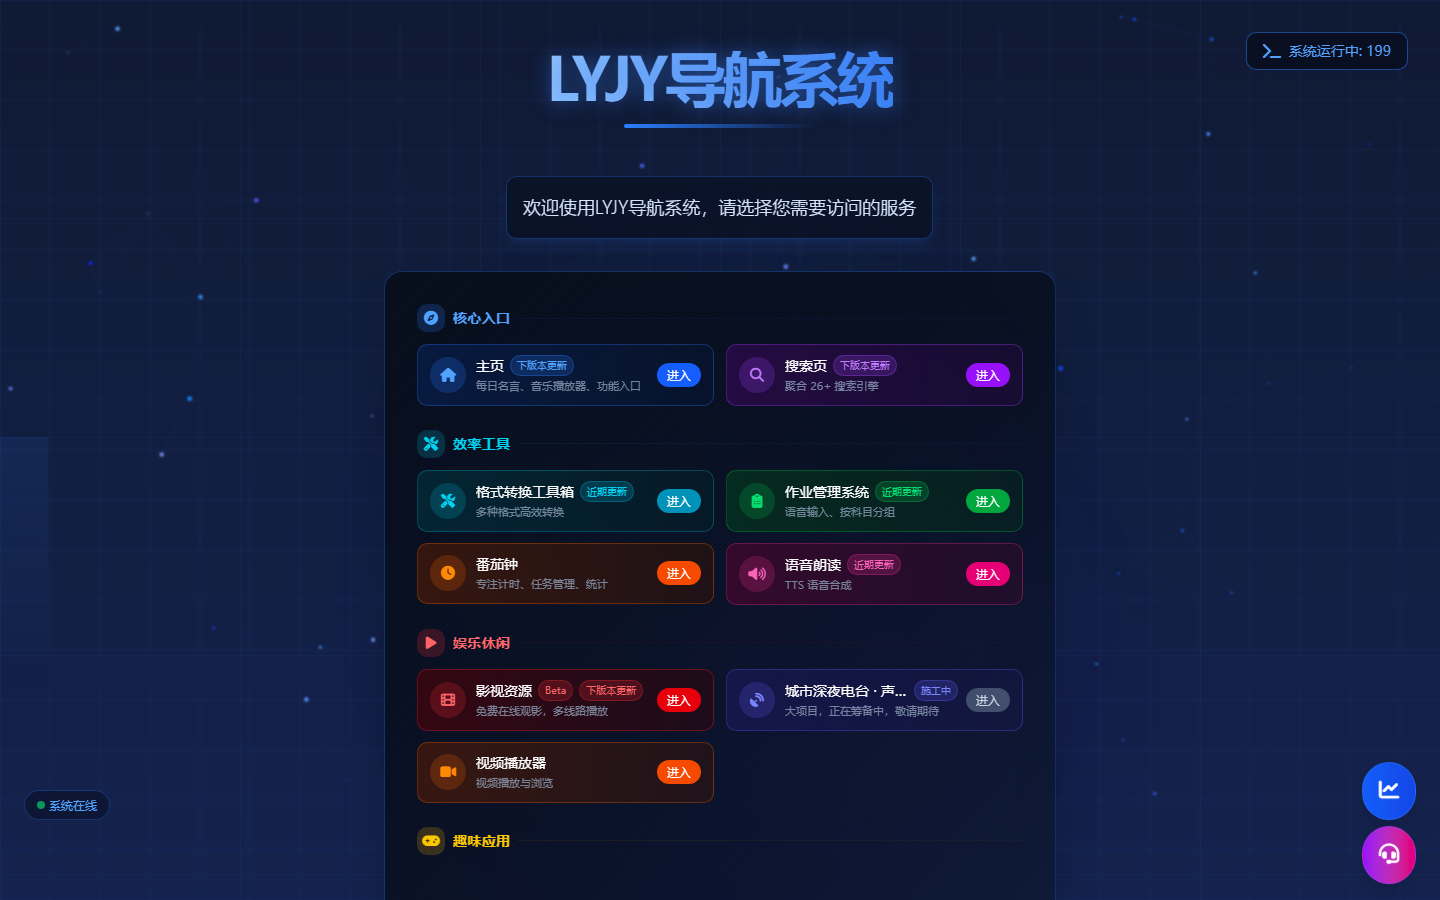 LYJY导航系统
系统运行中: 199
欢迎使用LYJY导航系统，请选择您需要访问的服务
核心入口
主页 下版本更新
每日名言、音乐播放器、功能入口
进入
搜索页 下版本更新
聚合 26+ 搜索引擎
进入
效率工具
格式转换工具箱 近期更新
多种格式高效转换
进入
作业管理系统 近期更新
语音输入、按科目分组
进入
番茄钟
专注计时、任务管理、统计
进入
语音朗读 近期更新
TTS 语音合成
进入
娱乐休闲
影视资源 Beta 下版本更新
免费在线观影，多线路播放
进入
城市深夜电台 · 声... 施工中
大项目，正在筹备中，敬请期待
进入
视频播放器
视频播放与浏览
进入
趣味应用
系统在线